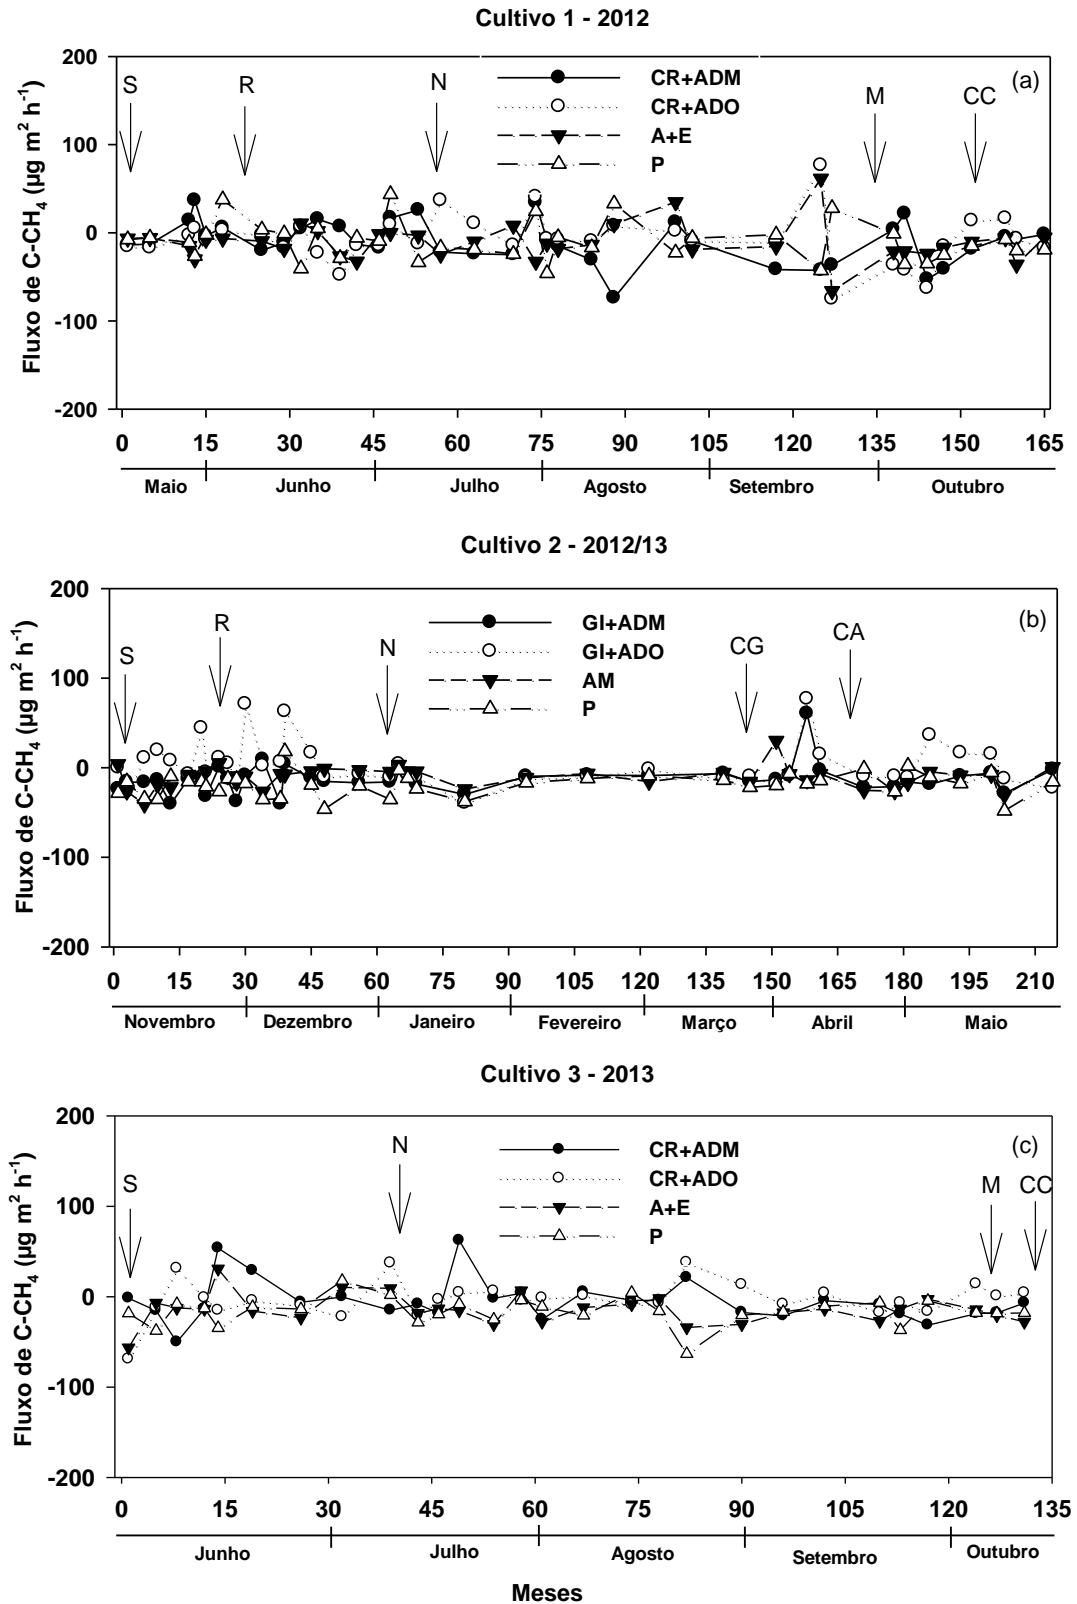 Cultivo 1 - 2012
Fluxo de C-CH4 (µg m2 h-1)
200
100
0
-100
-200
S
R
N
M
CC
(a)
CR+ADM
CR+ADO
A+E
P
0 15 30 45 60 75 90 105 120 135 150 165
Maio Junho Julho Agosto Setembro Outubro
Cultivo 2 - 2012/13
Fluxo de C-CH4 (µg m2 h-1)
200
100
0
-100
-200
S
R
N
CG
CA
(b)
GI+ADM
GI+ADO
AM
P
0 15 30 45 60 75 90 105 120 135 150 165 180 195 210
Novembro Dezembro Janeiro Fevereiro Março Abril Maio
Cultivo 3 - 2013
Fluxo de C-CH4 (µg m2 h-1)
200
100
0
-100
-200
S
N
M
CC
(c)
CR+ADM
CR+ADO
A+E
P
0 15 30 45 60 75 90 105 120 135
Junho Julho Agosto Setembro Outubro
Meses